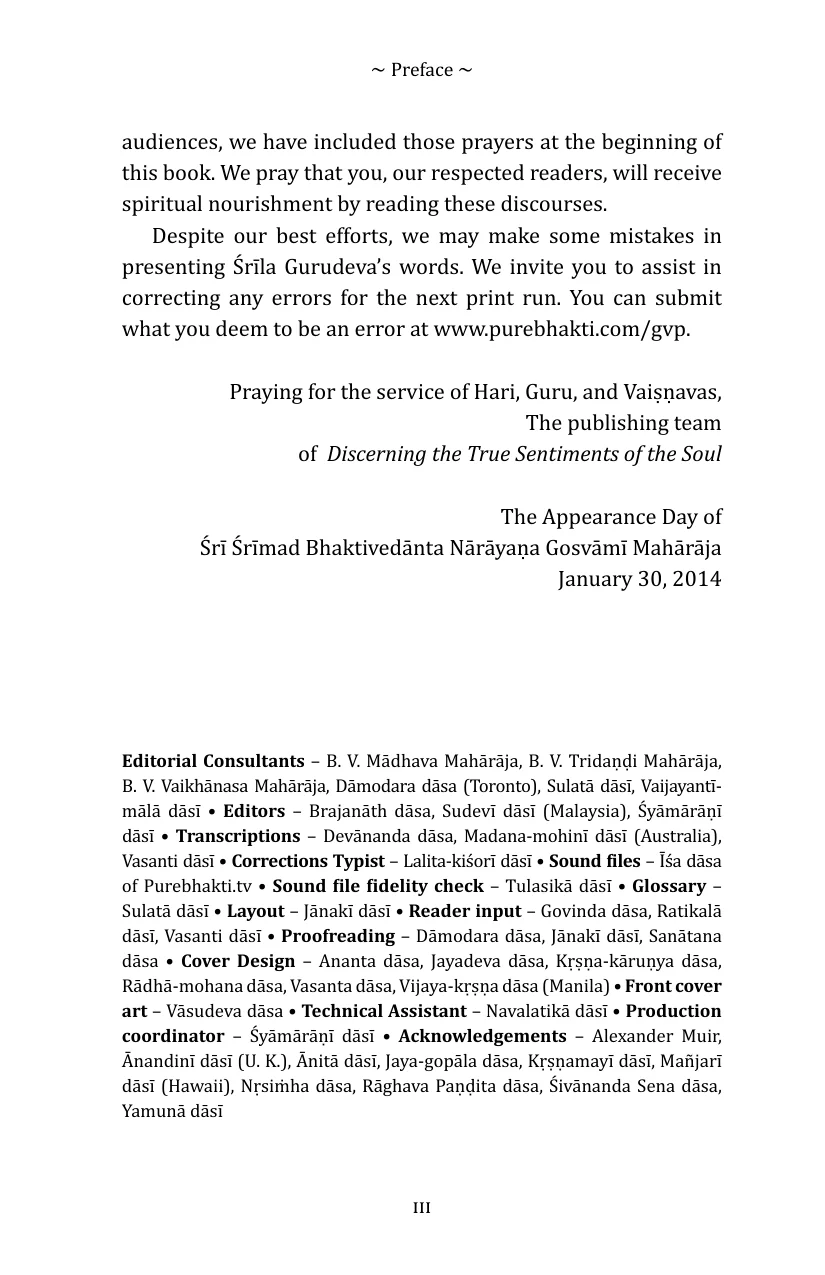 ~ Preface ~
audiences, we have included those prayers at the beginning of
this book. We pray that you, our respected readers, will receive
spiritual nourishment by reading these discourses.
Despite our best efforts, we may make some mistakes in
presenting Śrīla Gurudeva’s words. We invite you to assist in
correcting any errors for the next print run. You can submit
what you deem to be an error at www.purebhakti.com/gvp.
Praying for the service of Hari, Guru, and Vaiṣṇavas,
The publishing team
of Discerning the True Sentiments of the Soul
The Appearance Day of
Śrī Śrīmad Bhaktivedānta Nārāyaṇa Gosvāmī Mahārāja
January 30, 2014
Editorial Consultants – B. V. Mādhava Mahārāja, B. V. Tridaṇḍi Mahārāja,
B. V. Vaikhānasa Mahārāja, Dāmodara dāsa (Toronto), Sulatā dāsī, Vaijayantī-
mālā dāsī • Editors – Brajanāth dāsa, Sudevī dāsī (Malaysia), Śyāmārāṇī
dāsī • Transcriptions – Devānanda dāsa, Madana-mohinī dāsī (Australia),
Vasanti dāsī • Corrections Typist – Lalita-kiśorī dāsī • Sound files – Īśa dāsa
of Purebhakti.tv • Sound file fidelity check – Tulasikā dāsī • Glossary –
Sulatā dāsī • Layout – Jānakī dāsī • Reader input – Govinda dāsa, Ratikalā
dāsī, Vasanti dāsī • Proofreading – Dāmodara dāsa, Jānakī dāsī, Sanātana
dāsa • Cover Design – Ananta dāsa, Jayadeva dāsa, Kṛṣṇa-kāruṇya dāsa,
Rādhā-mohana dāsa, Vasanta dāsa, Vijaya-kṛṣṇa dāsa (Manila) • Front cover
art – Vāsudeva dāsa • Technical Assistant – Navalatikā dāsī • Production
coordinator – Śyāmārāṇī dāsī • Acknowledgements – Alexander Muir,
Ānandinī dāsī (U. K.), Ānitā dāsī, Jaya-gopāla dāsa, Kṛṣṇamayī dāsī, Mañjarī
dāsī (Hawaii), Nṛsiṁha dāsa, Rāghava Paṇḍita dāsa, Śivānanda Sena dāsa,
Yamunā dāsī
III